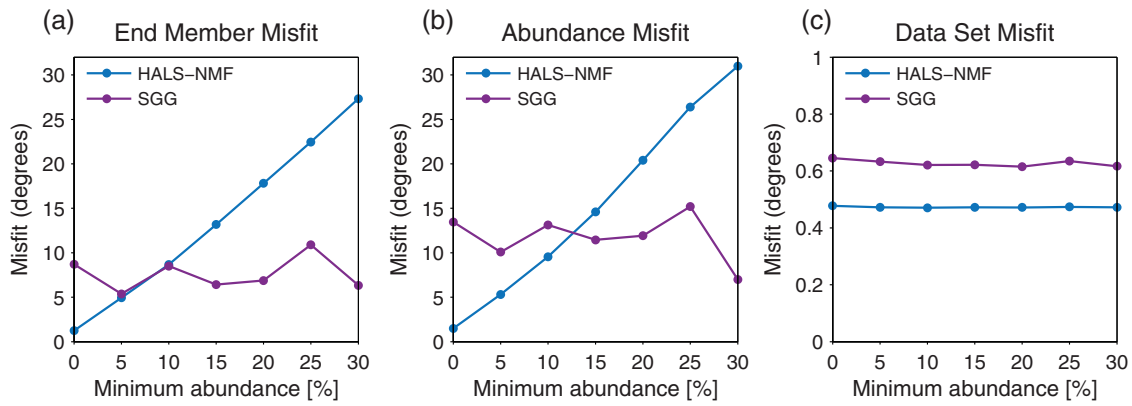 (a)
End Member Misfit
HALS−NMF
SGG
Misfit (degrees)
30
25
20
15
10
5
0
0 5 10 15 20 25 30
Minimum abundance [%]
(b)
Abundance Misfit
HALS−NMF
SGG
Misfit (degrees)
30
25
20
15
10
5
0
0 5 10 15 20 25 30
Minimum abundance [%]
(c)
Data Set Misfit
HALS−NMF
SGG
Misfit (degrees)
1
0.8
0.6
0.4
0.2
0
0 5 10 15 20 25 30
Minimum abundance [%]